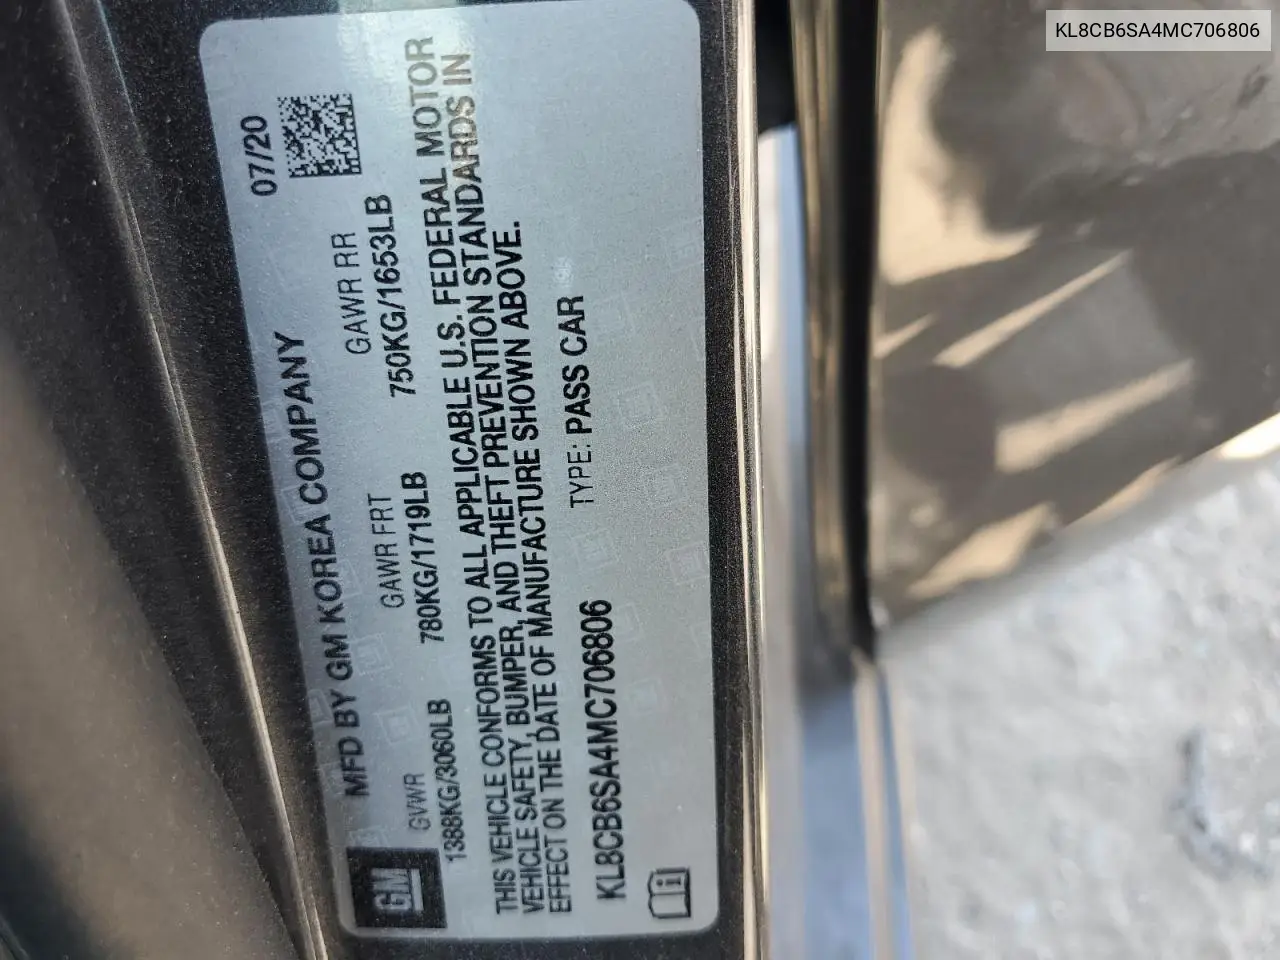 KL8CB6SA4MC706806
MFD BY GM KOREA COMPANY 07/20
GM
GVWR GAWR FRT GAWR RR
1388KG/3060LB 780KG/1719LB 750KG/1653LB
THIS VEHICLE CONFORMS TO ALL APPLICABLE U.S. FEDERAL MOTOR
VEHICLE SAFETY, BUMPER, AND THEFT PREVENTION STANDARDS IN
EFFECT ON THE DATE OF MANUFACTURE SHOWN ABOVE.
KL8CB6SA4MC706806 TYPE: PASS CAR